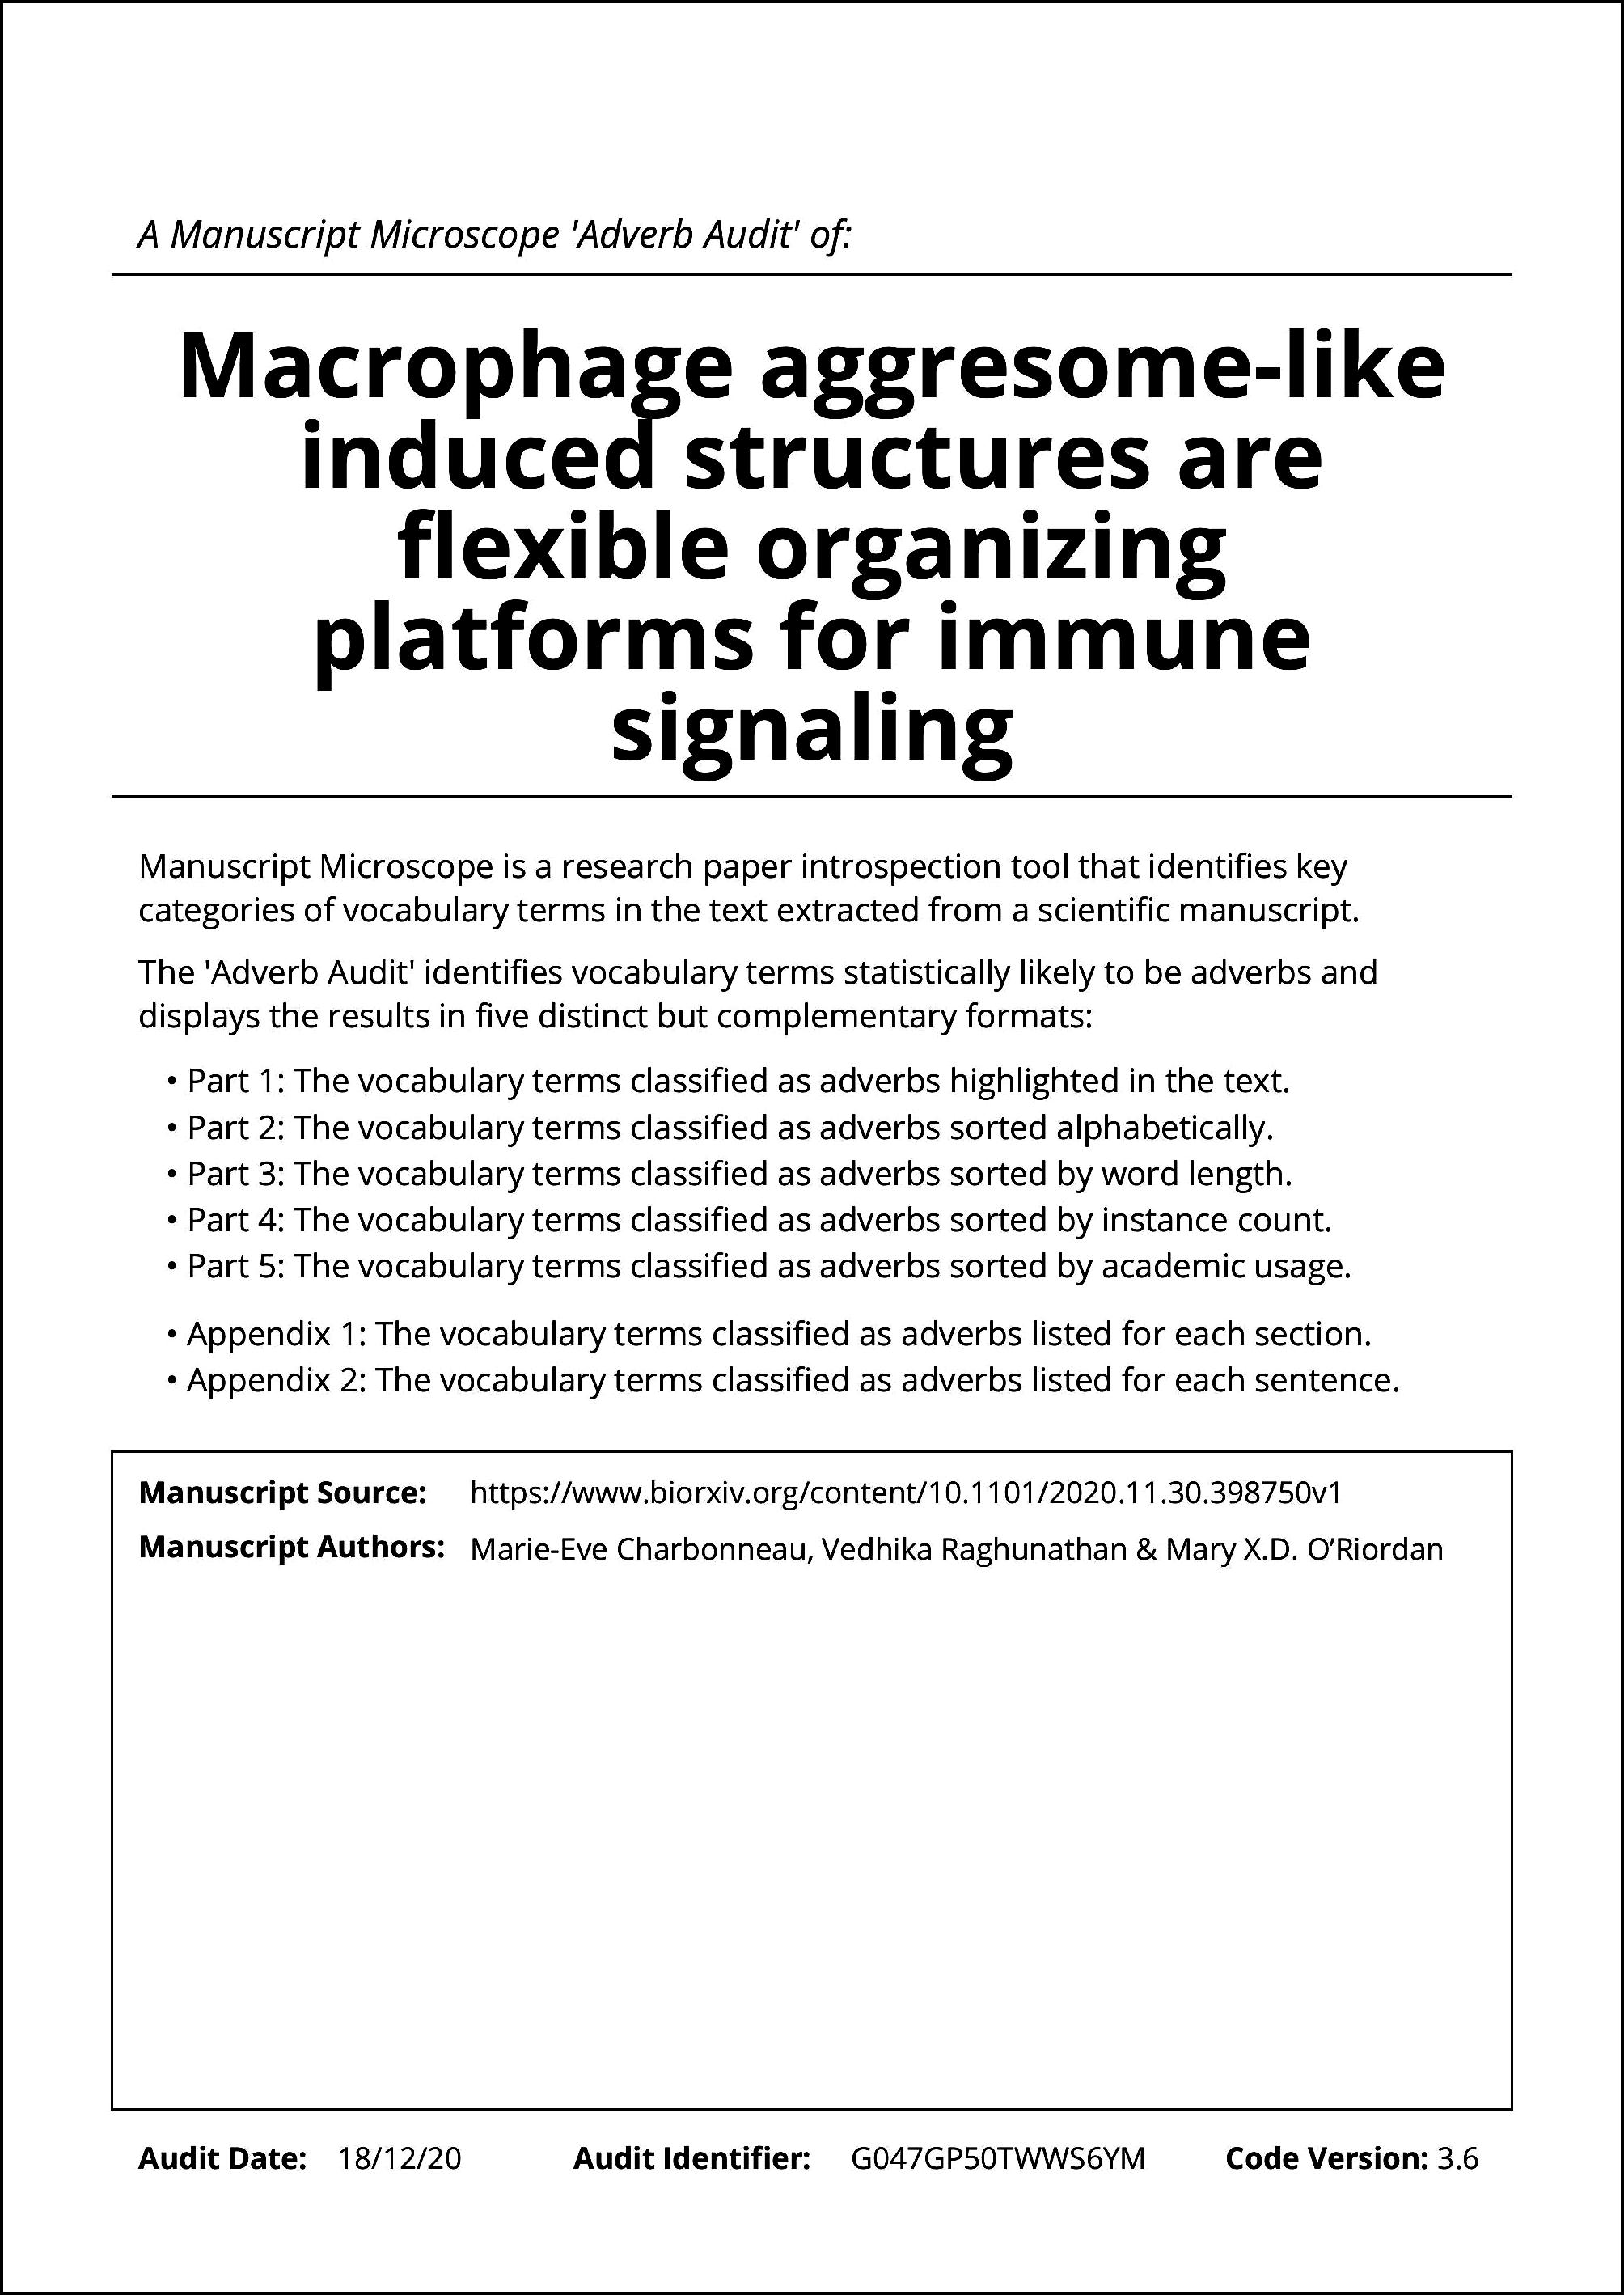 A Manuscript Microscope 'Adverb Audit' of:
Macrophage aggresome-like
induced structures are
flexible organizing
platforms for immune
signaling
Manuscript Microscope is a research paper introspection tool that identifies key
categories of vocabulary terms in the text extracted from a scientific manuscript.
The 'Adverb Audit' identifies vocabulary terms statistically likely to be adverbs and
displays the results in five distinct but complementary formats:
• Part 1: The vocabulary terms classified as adverbs highlighted in the text.
• Part 2: The vocabulary terms classified as adverbs sorted alphabetically.
• Part 3: The vocabulary terms classified as adverbs sorted by word length.
• Part 4: The vocabulary terms classified as adverbs sorted by instance count.
• Part 5: The vocabulary terms classified as adverbs sorted by academic usage.
• Appendix 1: The vocabulary terms classified as adverbs listed for each section.
• Appendix 2: The vocabulary terms classified as adverbs listed for each sentence.
Manuscript Source: https://www.biorxiv.org/content/10.1101/2020.11.30.398750v1
Manuscript Authors: Marie-Eve Charbonneau, Vedhika Raghunathan & Mary X.D. O’Riordan
Audit Date: 18/12/20 Audit Identifier: G047GP50TWWS6YM Code Version: 3.6